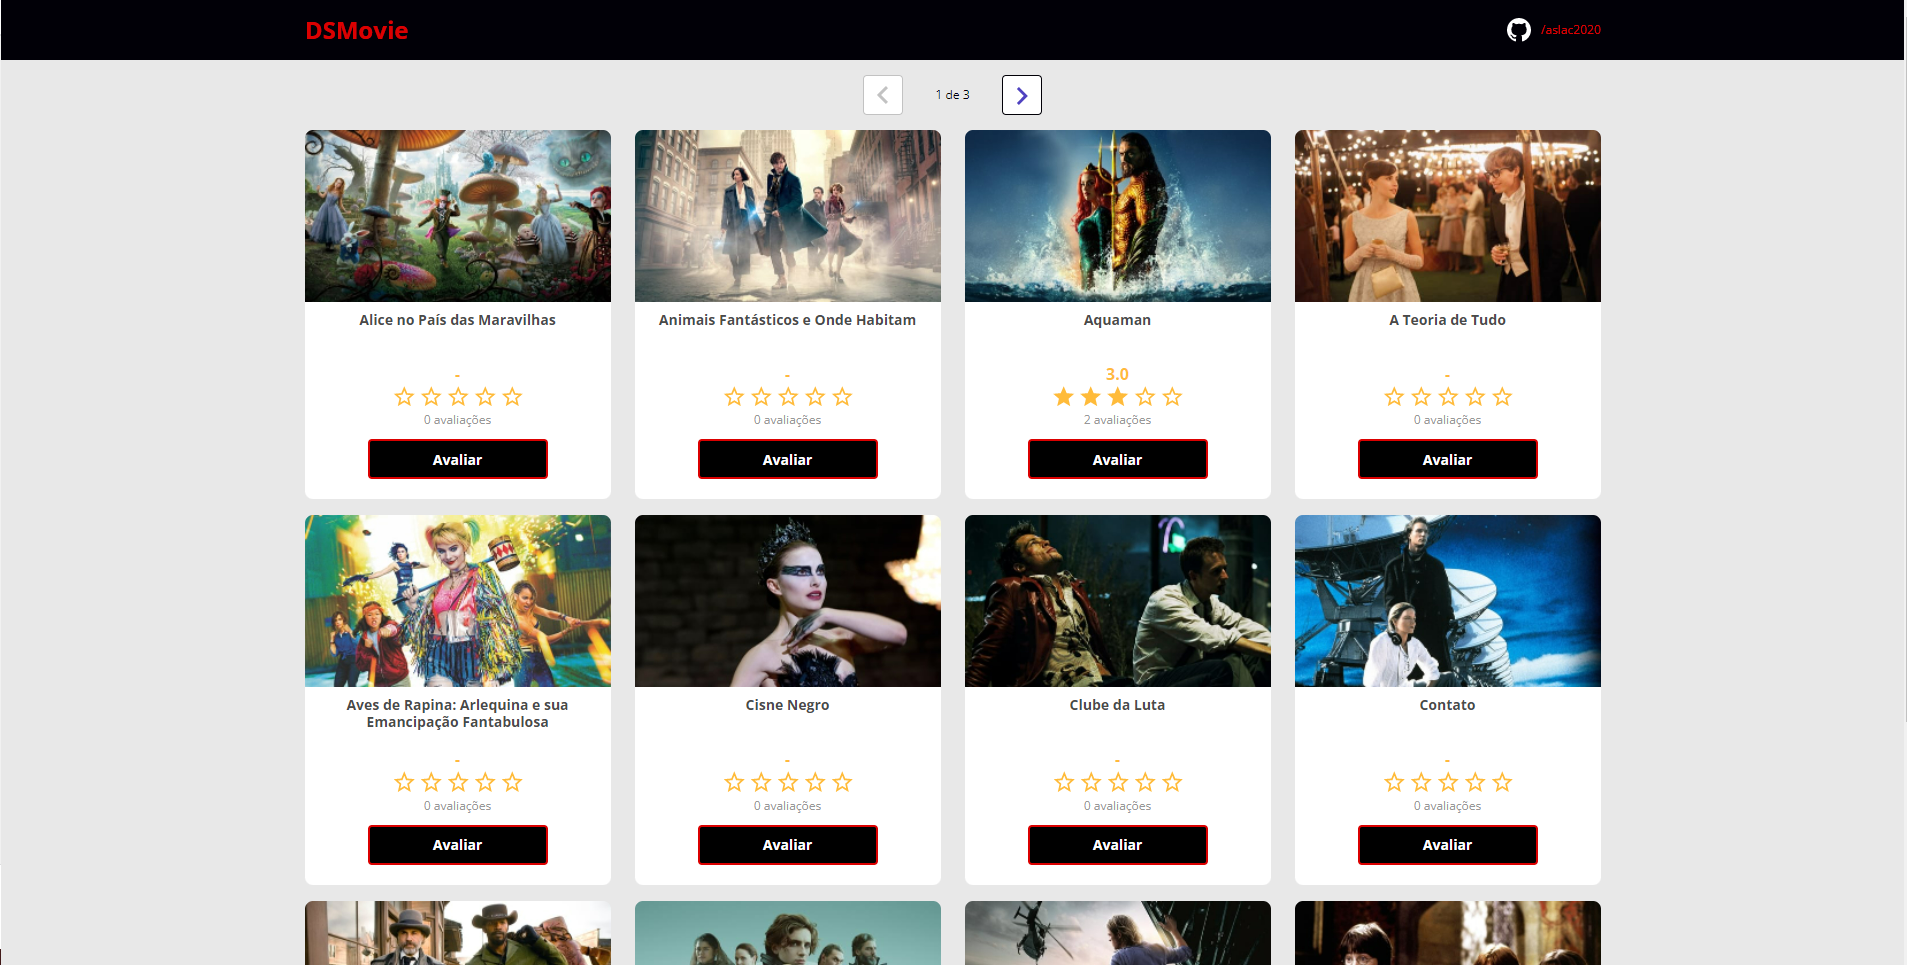 DSMovie
/aslac2020
1 de 3
Alice no País das Maravilhas
-
0 avaliações
Avaliar
Animais Fantásticos e Onde Habitam
-
0 avaliações
Avaliar
Aquaman
3.0
2 avaliações
Avaliar
A Teoria de Tudo
-
0 avaliações
Avaliar
Aves de Rapina: Arlequina e sua
Emancipação Fantabulosa
-
0 avaliações
Avaliar
Cisne Negro
-
0 avaliações
Avaliar
Clube da Luta
-
0 avaliações
Avaliar
Contato
-
0 avaliações
Avaliar